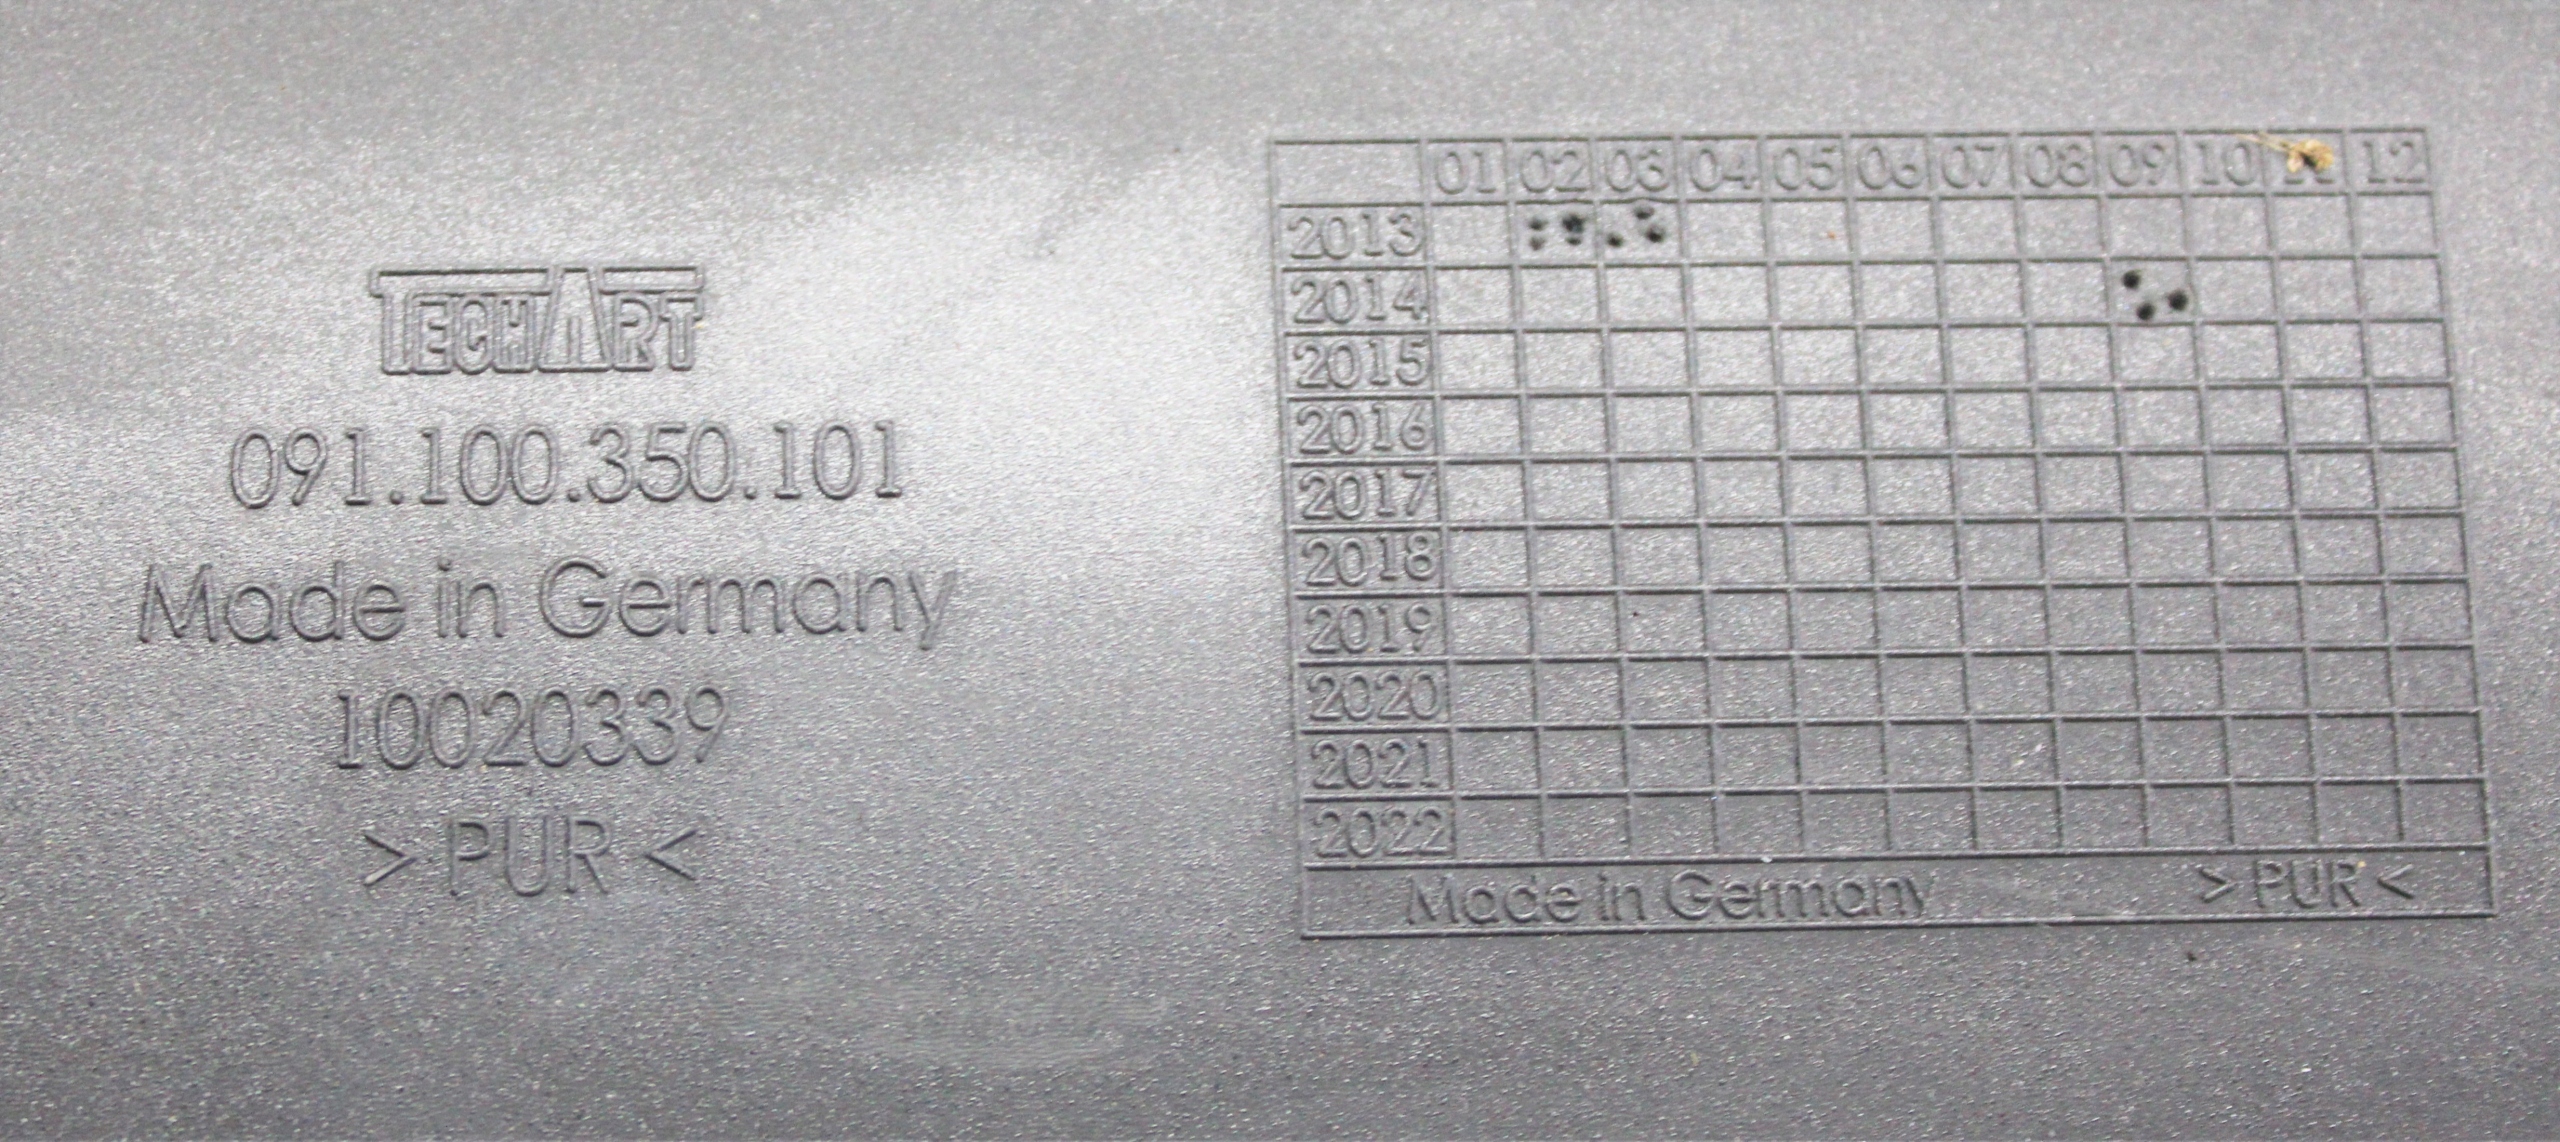 TECHART
091.100.350.101
Made in Germany
10020339
> PUR <
01 02 03 04 05 06 07 08 09 10 11 12
2013
2014
2015
2016
2017
2018
2019
2020
2021
2022
Made in Germany > PUR <